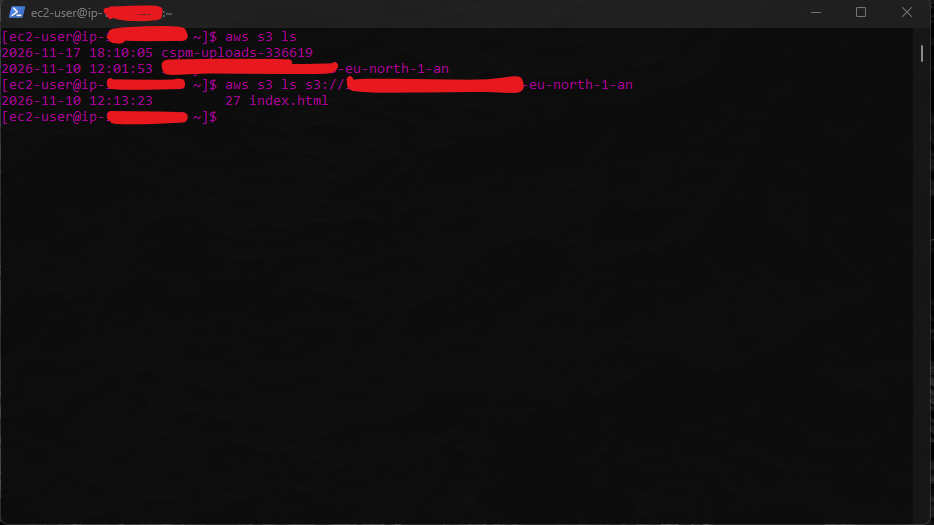 ec2-user@ip- :~
[ec2-user@ip- ~]$ aws s3 ls
2026-11-17 18:10:05 cspm-uploads-336619
2026-11-10 12:01:53 -eu-north-1-an
[ec2-user@ip- ~]$ aws s3 ls s3:// -eu-north-1-an
2026-11-10 12:13:23 27 index.html
[ec2-user@ip- ~]$